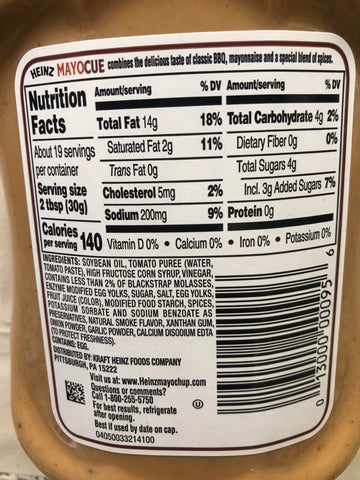 HEINZ MAYOCUE combines the delicious taste of classic BBQ, mayonnaise and a special blend of spices.
Nutrition Facts
About 19 servings per container
Serving size
2 tbsp (30g)
Calories per serving 140
Amount/serving % DV
Total Fat 14g 18%
Saturated Fat 2g 11%
Trans Fat 0g
Cholesterol 5mg 2%
Sodium 200mg 9%
Amount/serving % DV
Total Carbohydrate 4g 2%
Dietary Fiber 0g 0%
Total Sugars 4g
Incl. 3g Added Sugars 7%
Protein 0g
Vitamin D 0% • Calcium 0% • Iron 0% • Potassium 0%
INGREDIENTS: SOYBEAN OIL, TOMATO PUREE (WATER,
TOMATO PASTE), HIGH FRUCTOSE CORN SYRUP, VINEGAR,
CONTAINS LESS THAN 2% OF BLACKSTRAP MOLASSES,
ENZYME MODIFIED EGG YOLKS, SUGAR, SALT, EGG YOLKS,
FRUIT JUICE (COLOR), MODIFIED FOOD STARCH, SPICES,
POTASSIUM SORBATE AND SODIUM BENZOATE AS
PRESERVATIVES, NATURAL SMOKE FLAVOR, XANTHAN GUM,
ONION POWDER, GARLIC POWDER, CALCIUM DISODIUM EDTA
(TO PROTECT FRESHNESS).
CONTAINS: EGG.
DISTRIBUTED BY: KRAFT HEINZ FOODS COMPANY
PITTSBURGH, PA 15222
Visit us at: www.Heinzmayochup.com
Questions or comments?
Call 1-800-255-5750
For best results, refrigerate
after opening.
Best if used by date on cap.
04050033214100
U
0 13000 00095 6